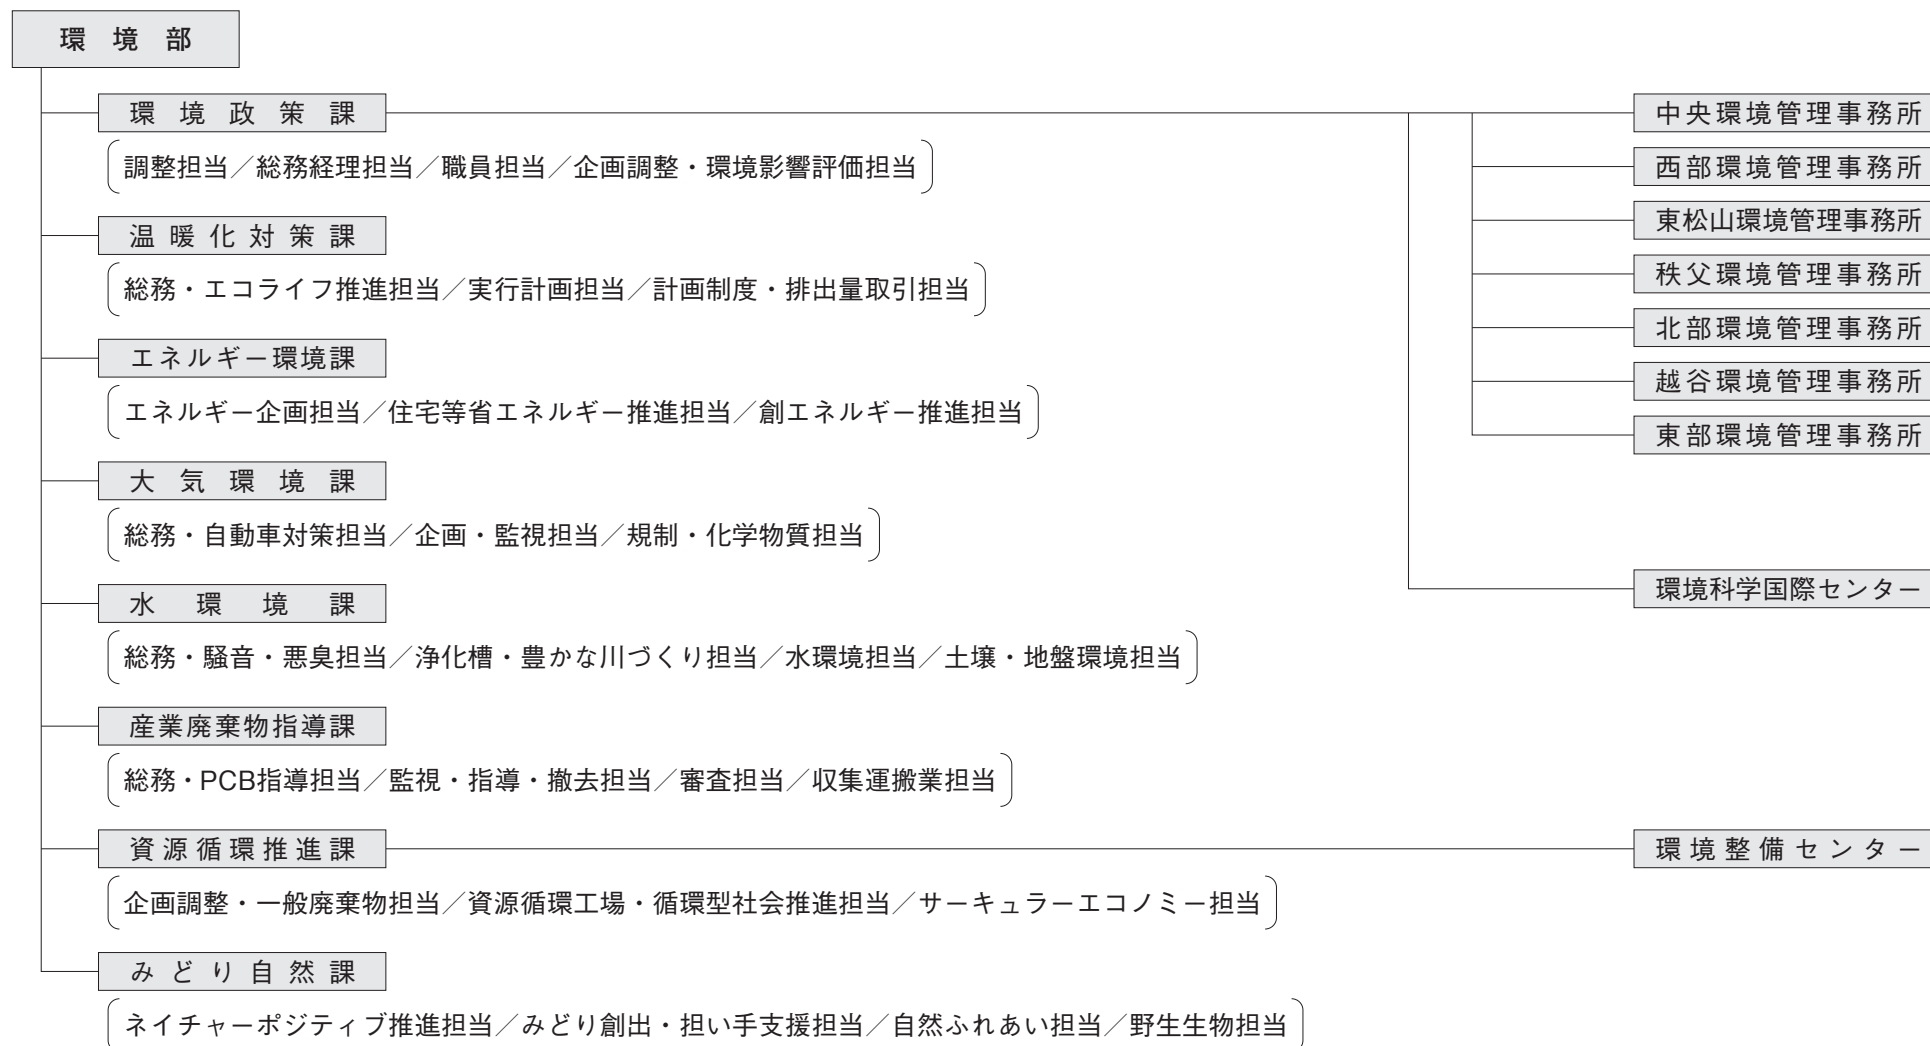 環境部
環境政策課
調整担当／総務経理担当／職員担当／企画調整・環境影響評価担当
温暖化対策課
総務・エコライフ推進担当／実行計画担当／計画制度・排出量取引担当
エネルギー環境課
エネルギー企画担当／住宅等省エネルギー推進担当／創エネルギー推進担当
大気環境課
総務・自動車対策担当／企画・監視担当／規制・化学物質担当
水環境課
総務・騒音・悪臭担当／浄化槽・豊かな川づくり担当／水環境担当／土壌・地盤環境担当
産業廃棄物指導課
総務・PCB指導担当／監視・指導・撤去担当／審査担当／収集運搬業担当
資源循環推進課
企画調整・一般廃棄物担当／資源循環工場・循環型社会推進担当／サーキュラーエコノミー担当
みどり自然課
ネイチャーポジティブ推進担当／みどり創出・担い手支援担当／自然ふれあい担当／野生生物担当
中央環境管理事務所
西部環境管理事務所
東松山環境管理事務所
秩父環境管理事務所
北部環境管理事務所
越谷環境管理事務所
東部環境管理事務所
環境科学国際センター
環境整備センター